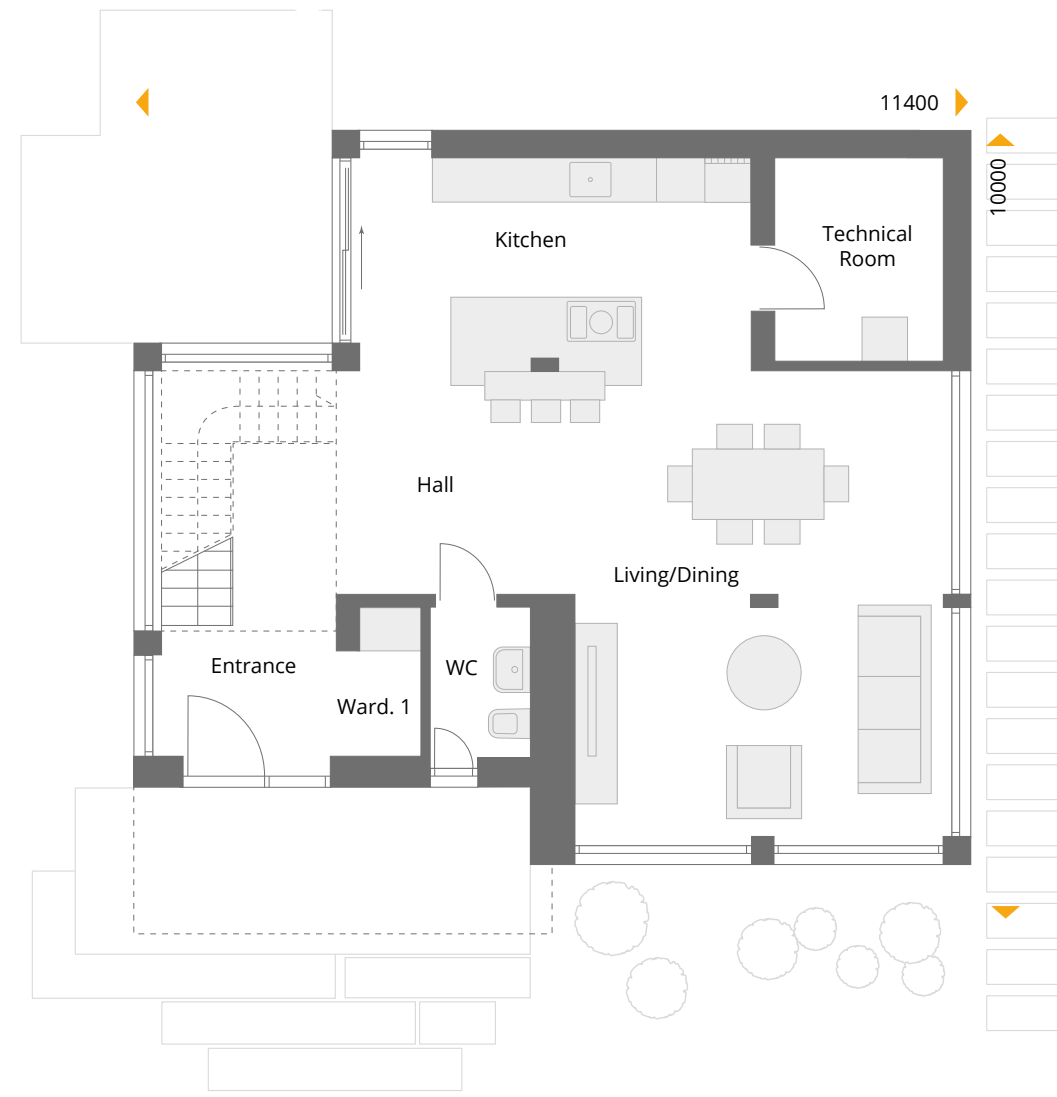 11400
10000
Kitchen
Technical
Room
Hall
Living/Dining
Entrance
WC
Ward. 1